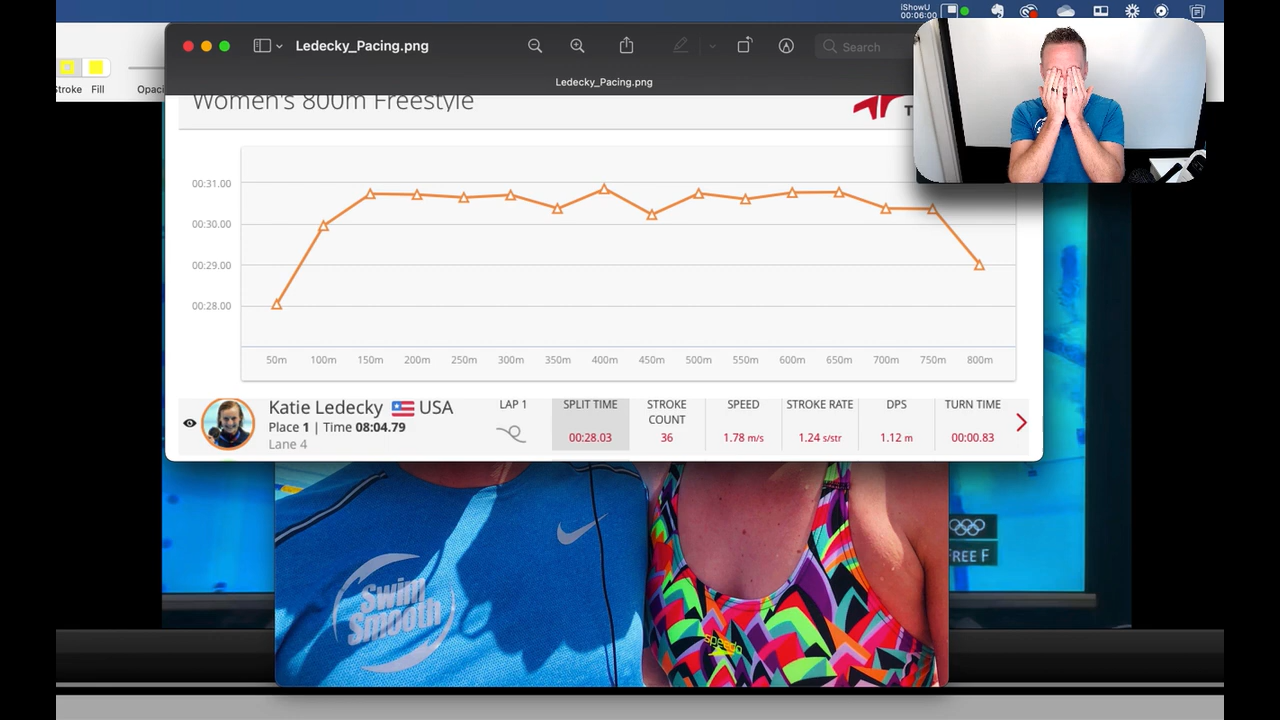 iShowU
00:06:00
Ledecky_Pacing.png
Search
Stroke
Fill
Ledecky_Pacing.png
Women's 800m Freestyle
00:31.00
00:30.00
00:29.00
00:28.00
50m 100m 150m 200m 250m 300m 350m 400m 450m 500m 550m 600m 650m 700m 750m 800m
Katie Ledecky USA
Place 1 | Time 08:04.79
Lane 4
LAP 1
SPLIT TIME
00:28.03
STROKE
COUNT
36
SPEED
1.78 m/s
STROKE RATE
1.24 s/str
DPS
1.12 m
TURN TIME
00:00.83
FREE F
Swim
Smooth
speedo